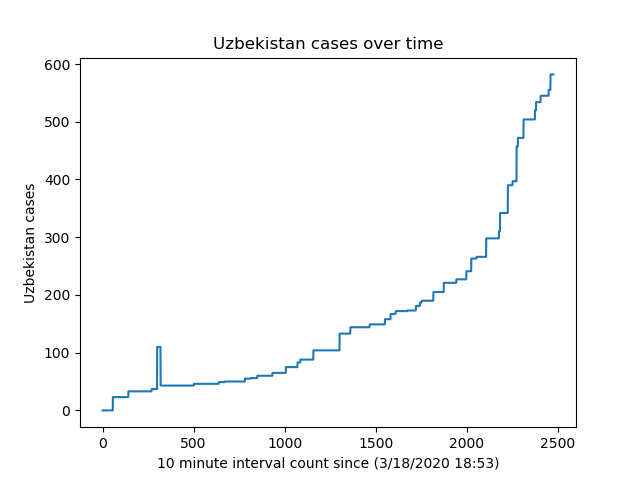 Uzbekistan cases over time
600
500
400
300
200
100
0
Uzbekistan cases
0 500 1000 1500 2000 2500
10 minute interval count since (3/18/2020 18:53)